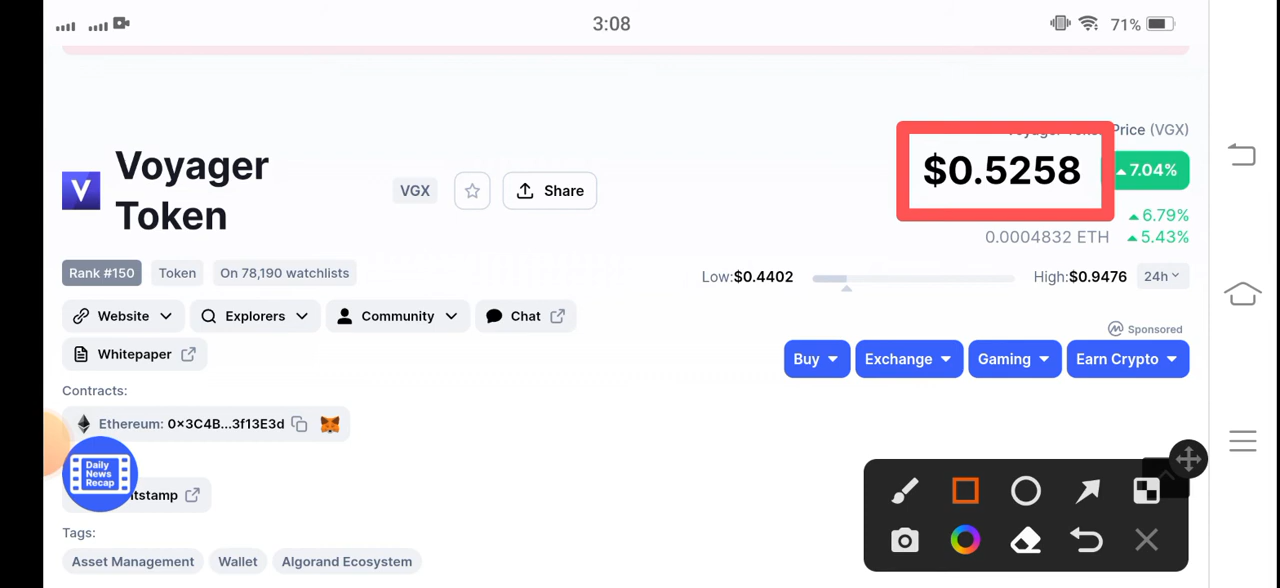 3:08
71%
Price (VGX)
Voyager
Token
VGX
Share
$0.5258
7.04%
6.79%
0.0004832 ETH
5.43%
Rank #150
Token
On 78,190 watchlists
Low:$0.4402
High:$0.9476
24h
Website
Explorers
Community
Chat
Sponsored
Whitepaper
Buy
Exchange
Gaming
Earn Crypto
Contracts:
Ethereum: 0x3C4B...3f13E3d
Daily
News
Recap
itstamp
Tags:
Asset Management
Wallet
Algorand Ecosystem